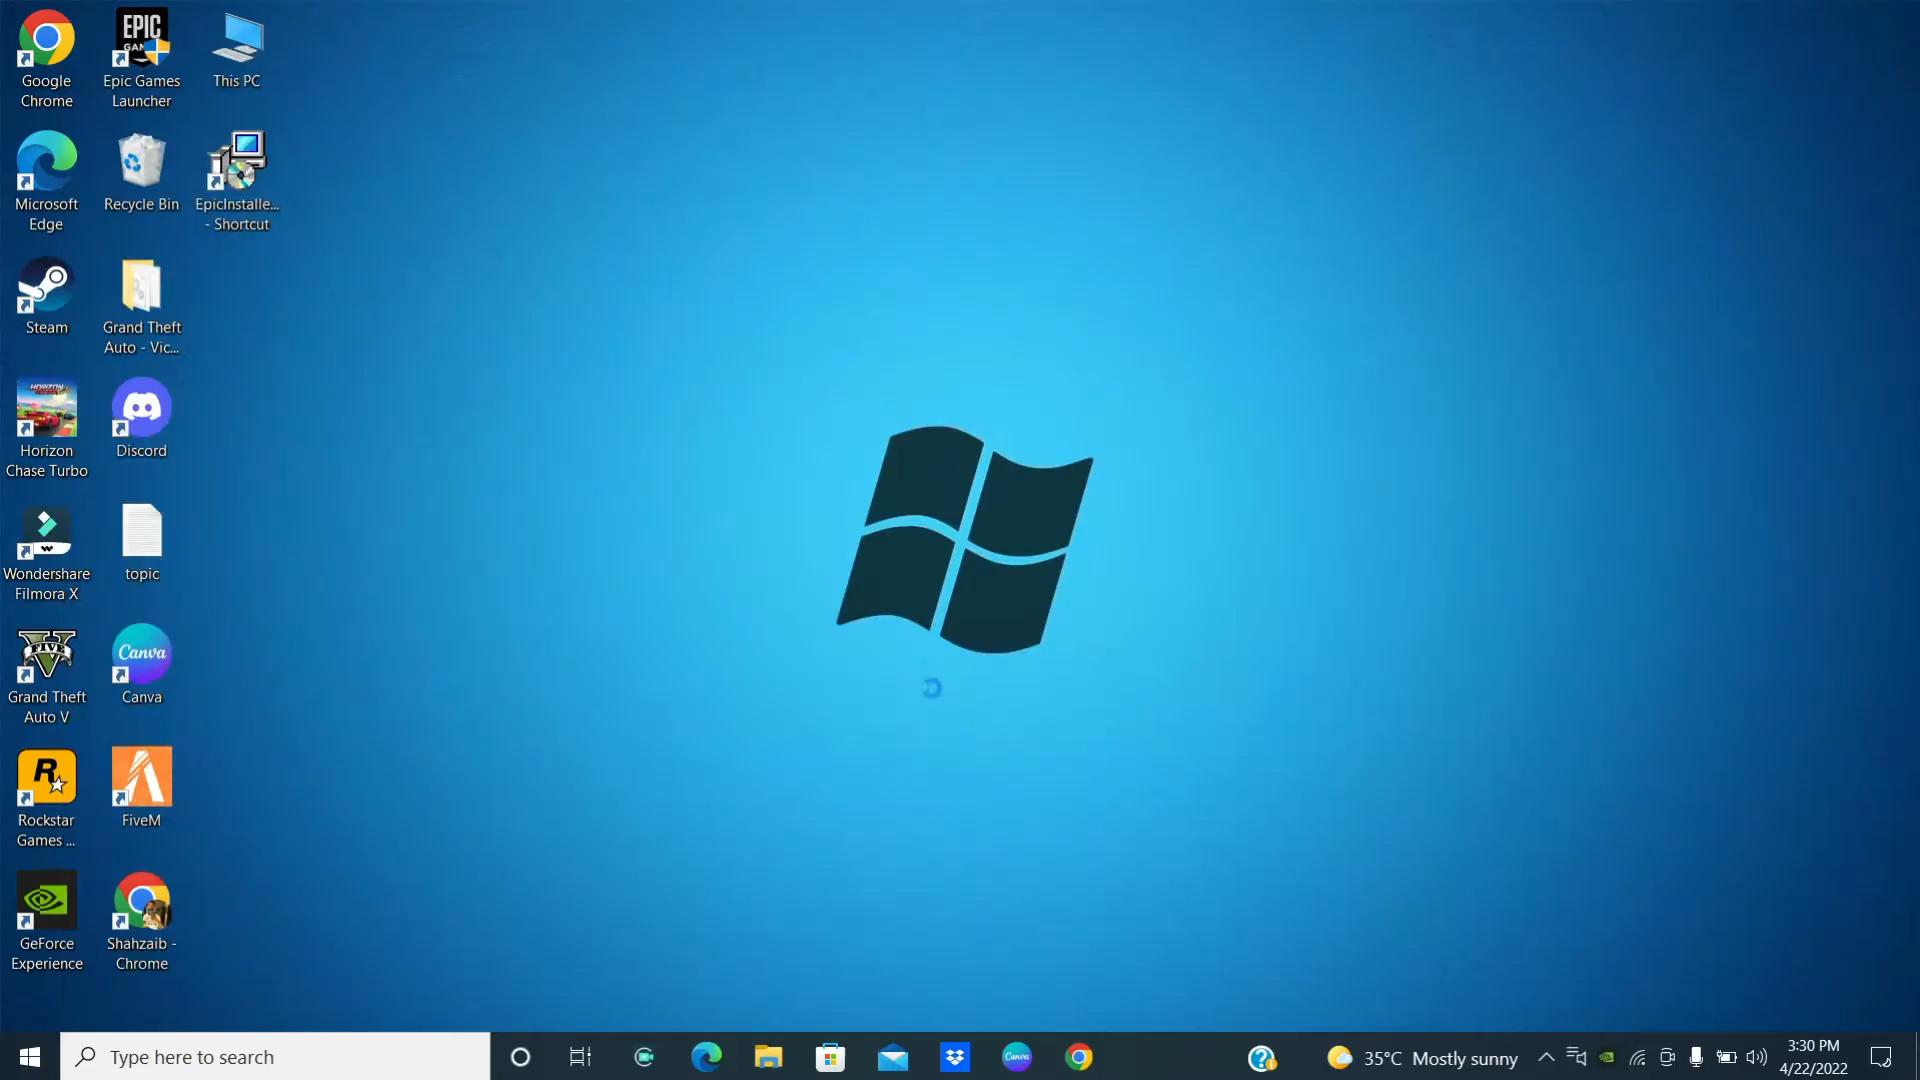 Google
Chrome
EPIC
GAMES
Epic Games
Launcher
This PC
Microsoft
Edge
Recycle Bin
EpicInstalle...
- Shortcut
Steam
Grand Theft
Auto - Vic...
HORIZON
Horizon
Chase Turbo
Discord
Wondershare
Filmora X
topic
FIVE
Grand Theft
Auto V
Canva
Canva
R
Rockstar
Games ...
FiveM
GeForce
Experience
Shahzaib -
Chrome
Type here to search
Canva
35°C Mostly sunny
3:30 PM
4/22/2022